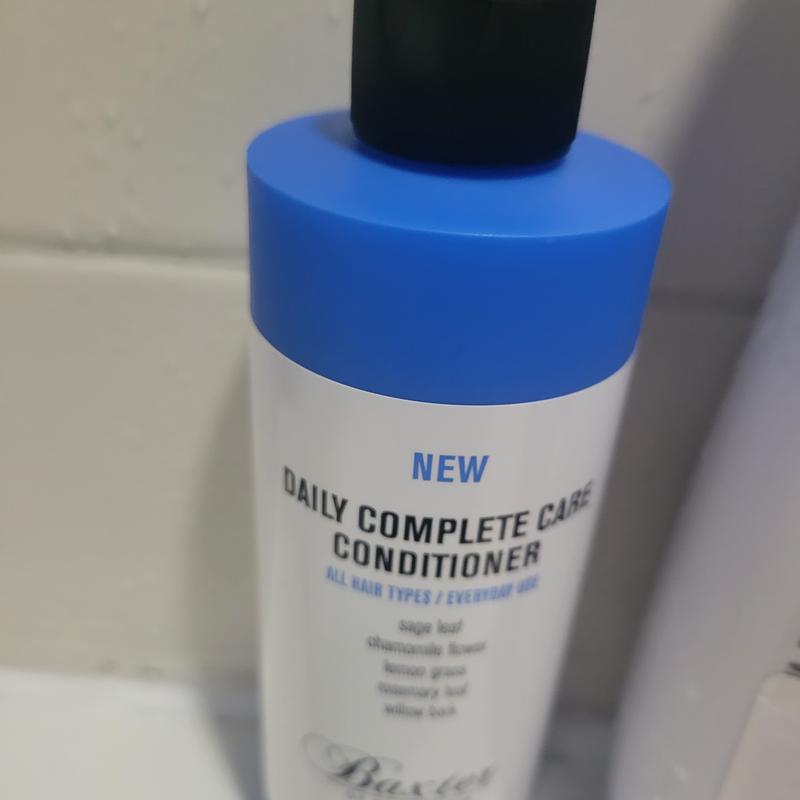 NEW
DAILY COMPLETE CARE
CONDITIONER
ALL HAIR TYPES / EVERYDAY USE
sage leaf
chamomile flower
lemon grass
rosemary leaf
willow bark
Baxter